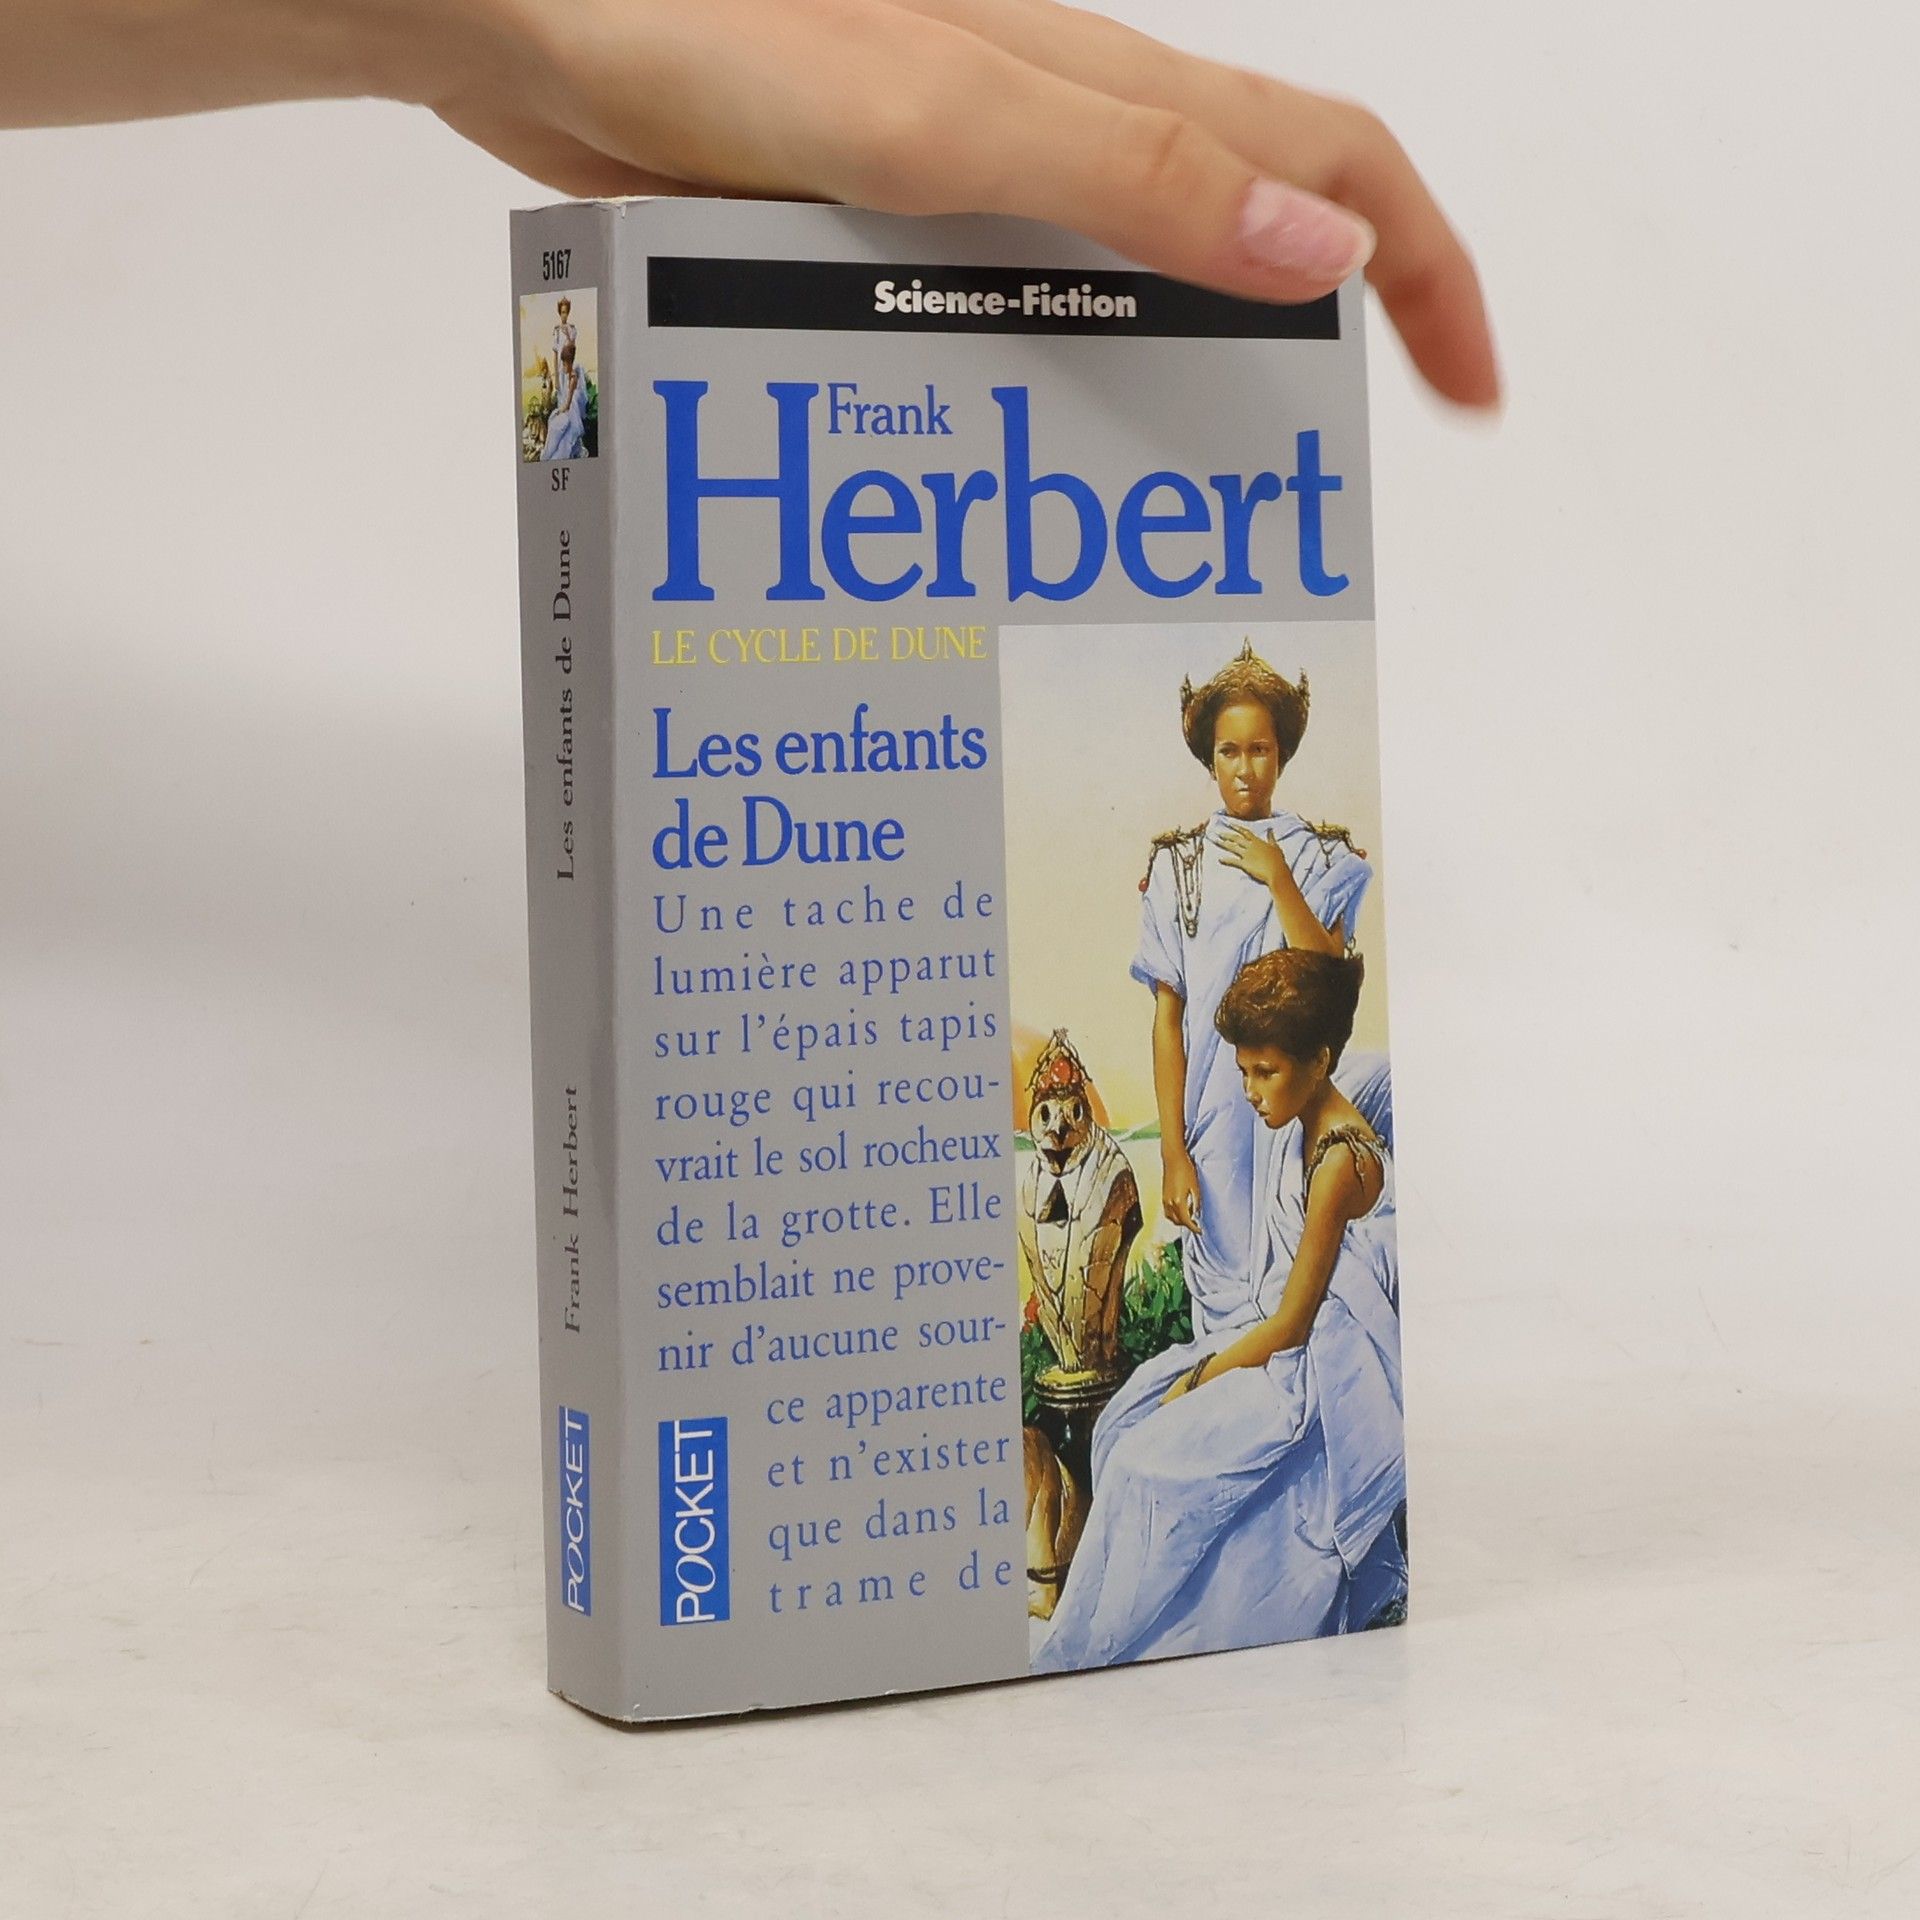 5167
SF
Les enfants de Dune
Frank Herbert
POCKET
Science-Fiction
Frank
Herbert
LE CYCLE DE DUNE
Les enfants
de Dune
Une tache de
lumière apparut
sur l'épais tapis
rouge qui recou-
vrait le sol rocheux
de la grotte. Elle
semblait ne prove-
nir d'aucune sour-
ce apparente
et n'exister
que dans la
trame de
POCKET